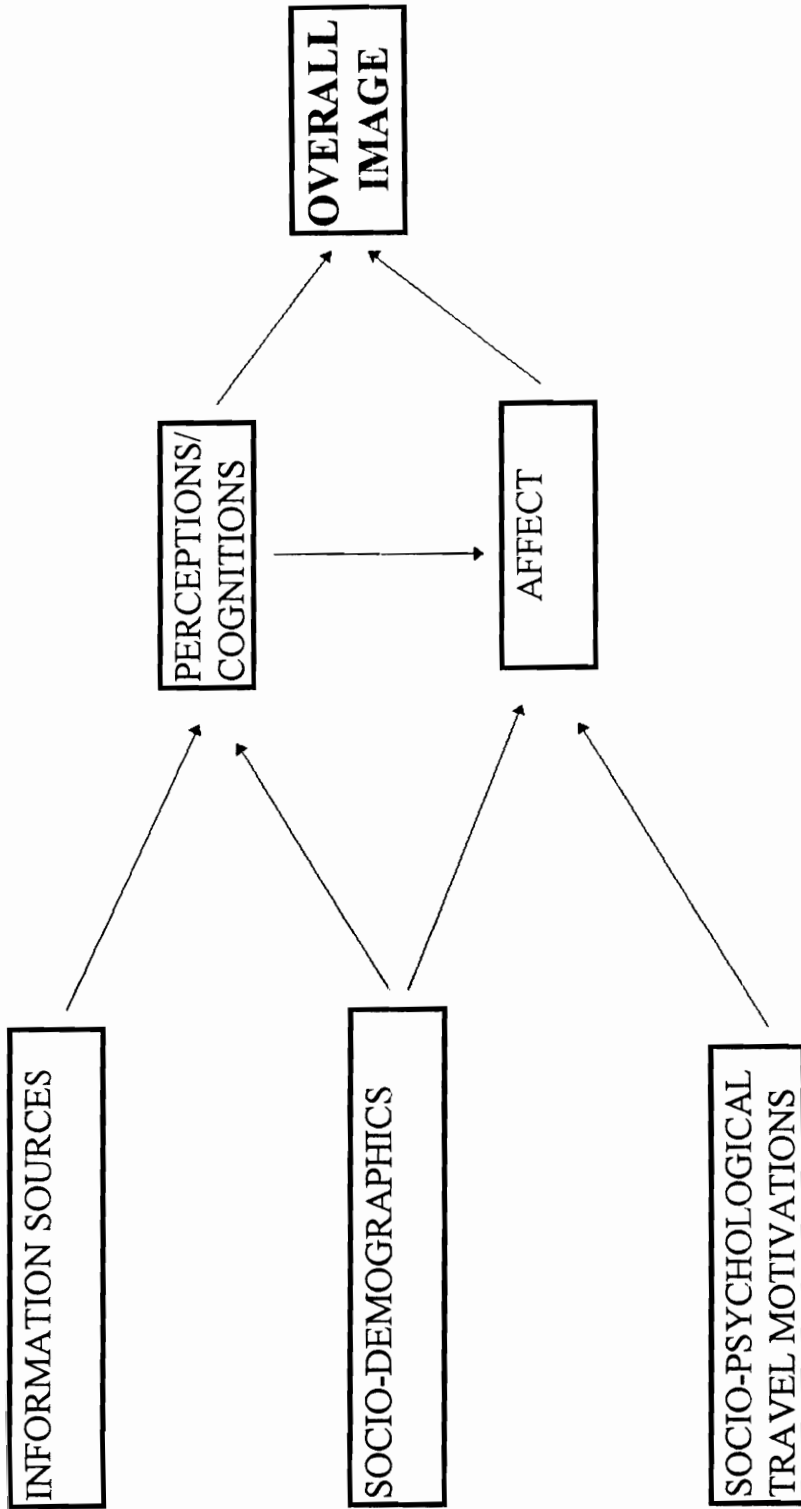 INFORMATION SOURCES
SOCIO-DEMOGRAPHICS
SOCIO-PSYCHOLOGICAL
TRAVEL MOTIVATIONS
PERCEPTIONS/
COGNITIONS
AFFECT
OVERALL
IMAGE